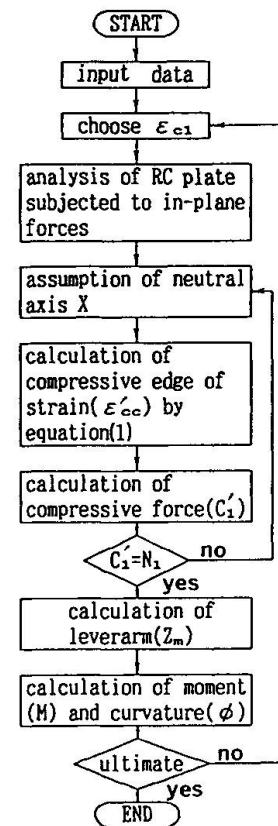 START
input data
choose ε_c1
analysis of RC plate
subjected to in-plane
forces
assumption of neutral
axis X
calculation of
compressive edge of
strain(ε′_cc) by
equation(1)
calculation of
compressive force(C′_1)
C′_1=N_1
no
yes
calculation of
leverarm(Z_m)
calculation of moment
(M) and curvature(ϕ)
ultimate
no
yes
END